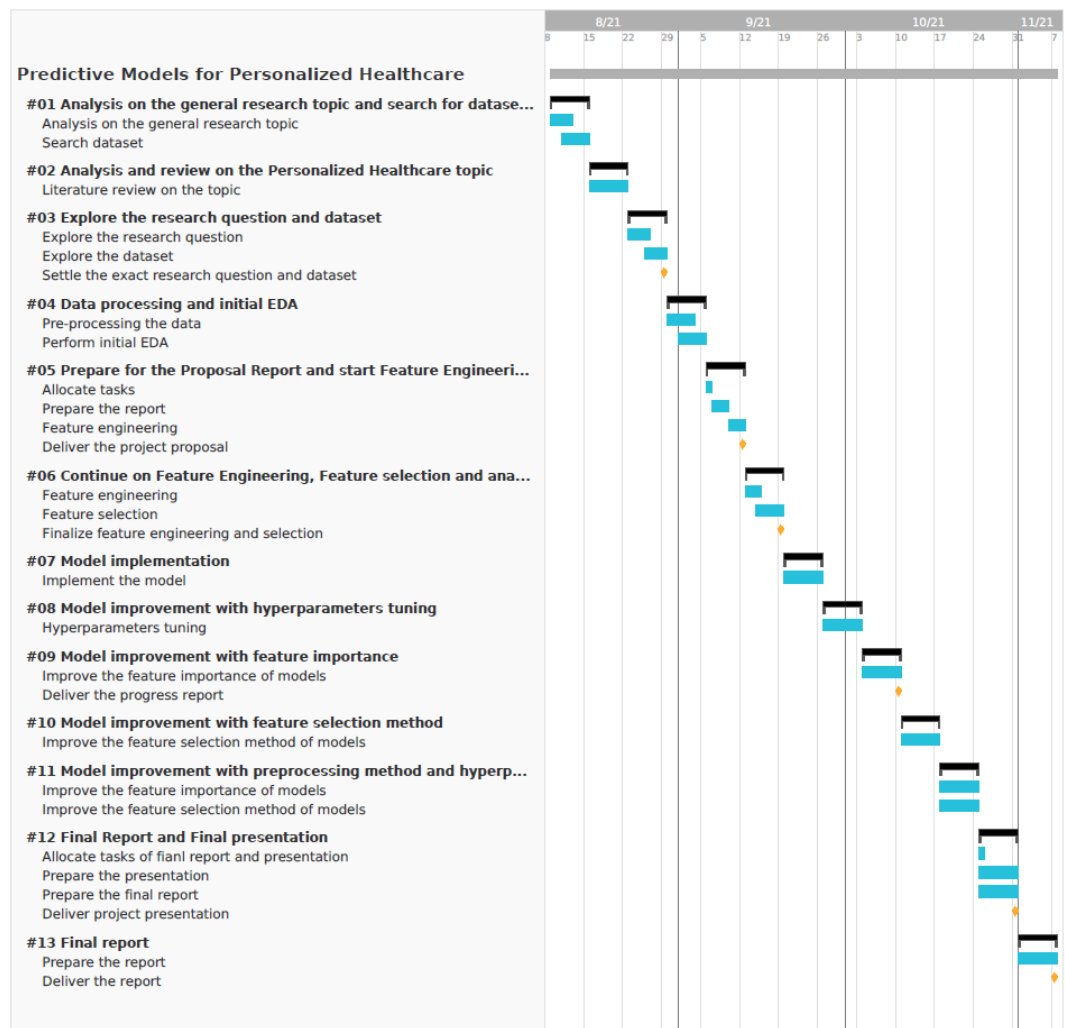 8/21 9/21 10/21 11/21
8 15 22 29 5 12 19 26 3 10 17 24 31 7
Predictive Models for Personalized Healthcare
#01 Analysis on the general research topic and search for datase...
Analysis on the general research topic
Search dataset
#02 Analysis and review on the Personalized Healthcare topic
Literature review on the topic
#03 Explore the research question and dataset
Explore the research question
Explore the dataset
Settle the exact research question and dataset
#04 Data processing and initial EDA
Pre-processing the data
Perform initial EDA
#05 Prepare for the Proposal Report and start Feature Engineeri...
Allocate tasks
Prepare the report
Feature engineering
Deliver the project proposal
#06 Continue on Feature Engineering, Feature selection and ana...
Feature engineering
Feature selection
Finalize feature engineering and selection
#07 Model implementation
Implement the model
#08 Model improvement with hyperparameters tuning
Hyperparameters tuning
#09 Model improvement with feature importance
Improve the feature importance of models
Deliver the progress report
#10 Model improvement with feature selection method
Improve the feature selection method of models
#11 Model improvement with preprocessing method and hyperp...
Improve the feature importance of models
Improve the feature selection method of models
#12 Final Report and Final presentation
Allocate tasks of fianl report and presentation
Prepare the presentation
Prepare the final report
Deliver project presentation
#13 Final report
Prepare the report
Deliver the report